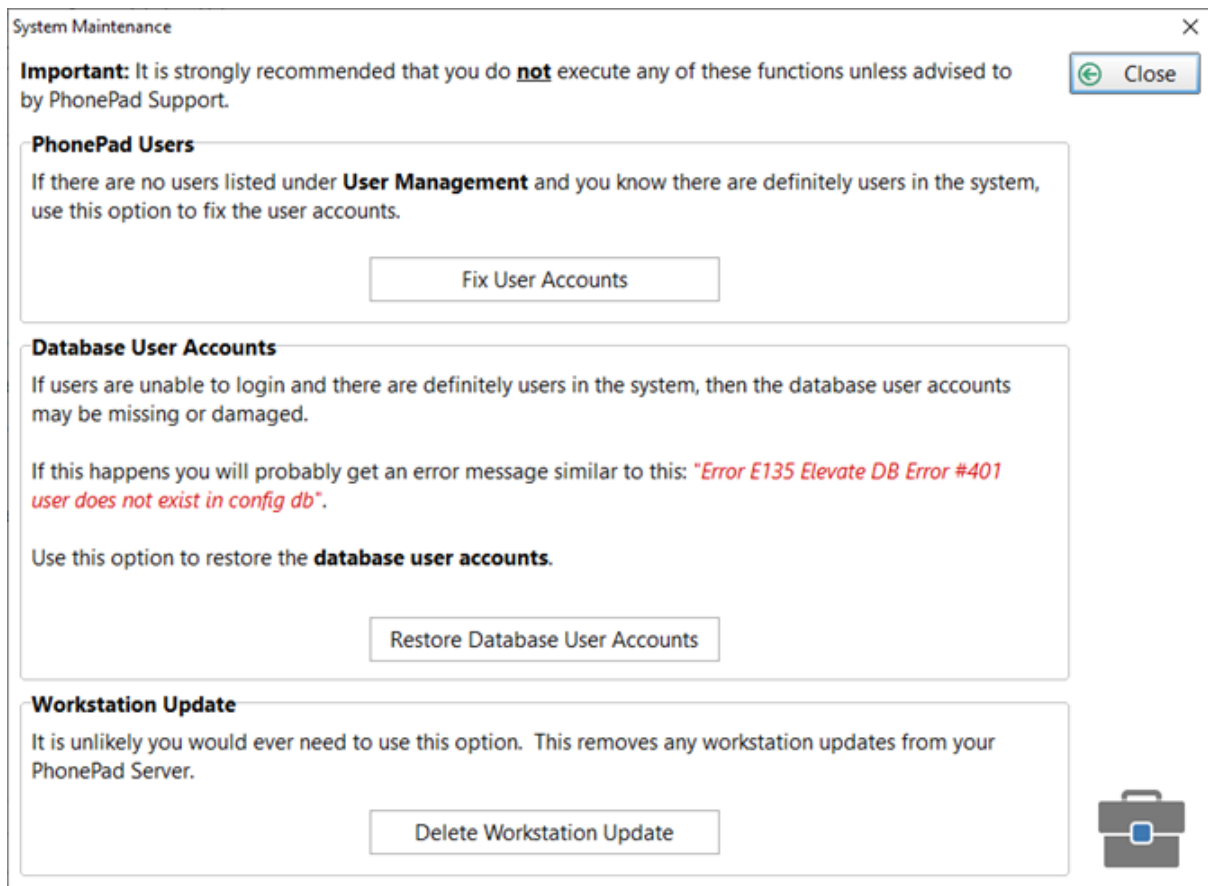 System Maintenance
Important: It is strongly recommended that you do not execute any of these functions unless advised to
by PhonePad Support.
Close
PhonePad Users
If there are no users listed under User Management and you know there are definitely users in the system,
use this option to fix the user accounts.
Fix User Accounts
Database User Accounts
If users are unable to login and there are definitely users in the system, then the database user accounts
may be missing or damaged.
If this happens you will probably get an error message similar to this: "Error E135 Elevate DB Error #401
user does not exist in config db".
Use this option to restore the database user accounts.
Restore Database User Accounts
Workstation Update
It is unlikely you would ever need to use this option.  This removes any workstation updates from your
PhonePad Server.
Delete Workstation Update